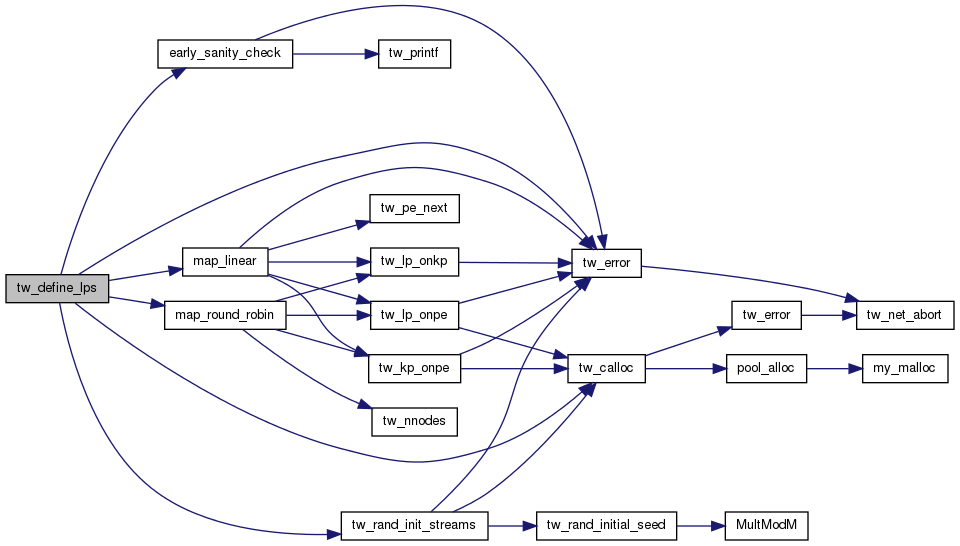 early_sanity_check
tw_printf
tw_pe_next
map_linear
tw_lp_onkp
tw_error
tw_define_lps
map_round_robin
tw_lp_onpe
tw_error
tw_net_abort
tw_kp_onpe
tw_calloc
pool_alloc
my_malloc
tw_nnodes
tw_rand_init_streams
tw_rand_initial_seed
MultModM